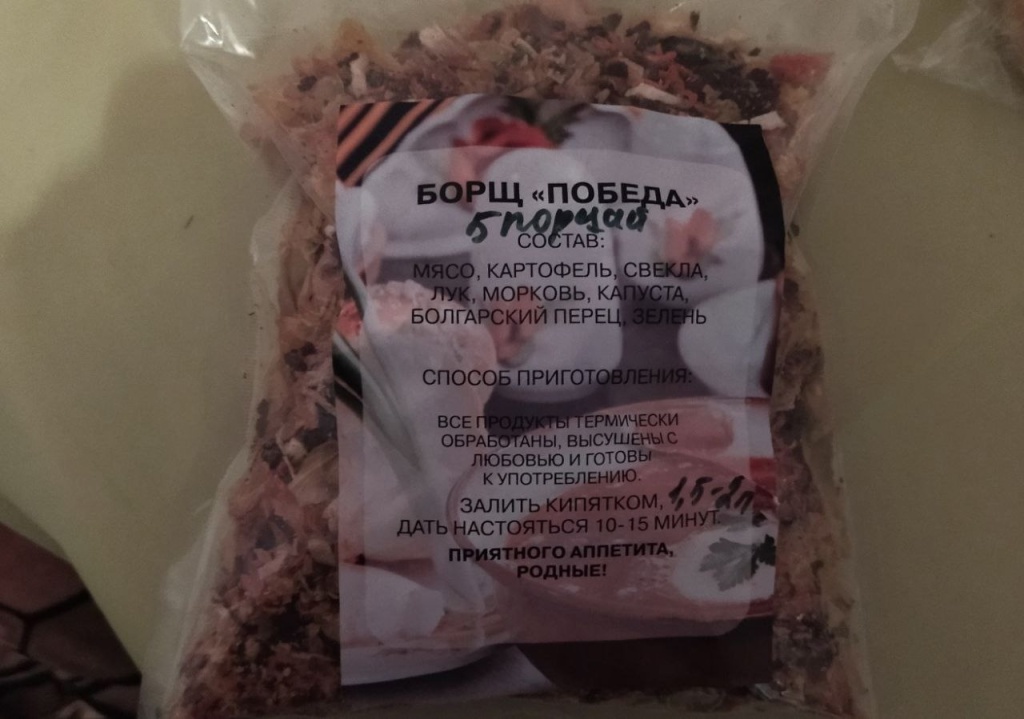 БОРЩ «ПОБЕДА»
5 порций
СОСТАВ:
МЯСО, КАРТОФЕЛЬ, СВЕКЛА,
ЛУК, МОРКОВЬ, КАПУСТА,
БОЛГАРСКИЙ ПЕРЕЦ, ЗЕЛЕНЬ
СПОСОБ ПРИГОТОВЛЕНИЯ:
ВСЕ ПРОДУКТЫ ТЕРМИЧЕСКИ
ОБРАБОТАНЫ, ВЫСУШЕНЫ С
ЛЮБОВЬЮ И ГОТОВЫ
К УПОТРЕБЛЕНИЮ.
ЗАЛИТЬ КИПЯТКОМ, 1,5-2л
ДАТЬ НАСТОЯТЬСЯ 10-15 МИНУТ.
ПРИЯТНОГО АППЕТИТА,
РОДНЫЕ!